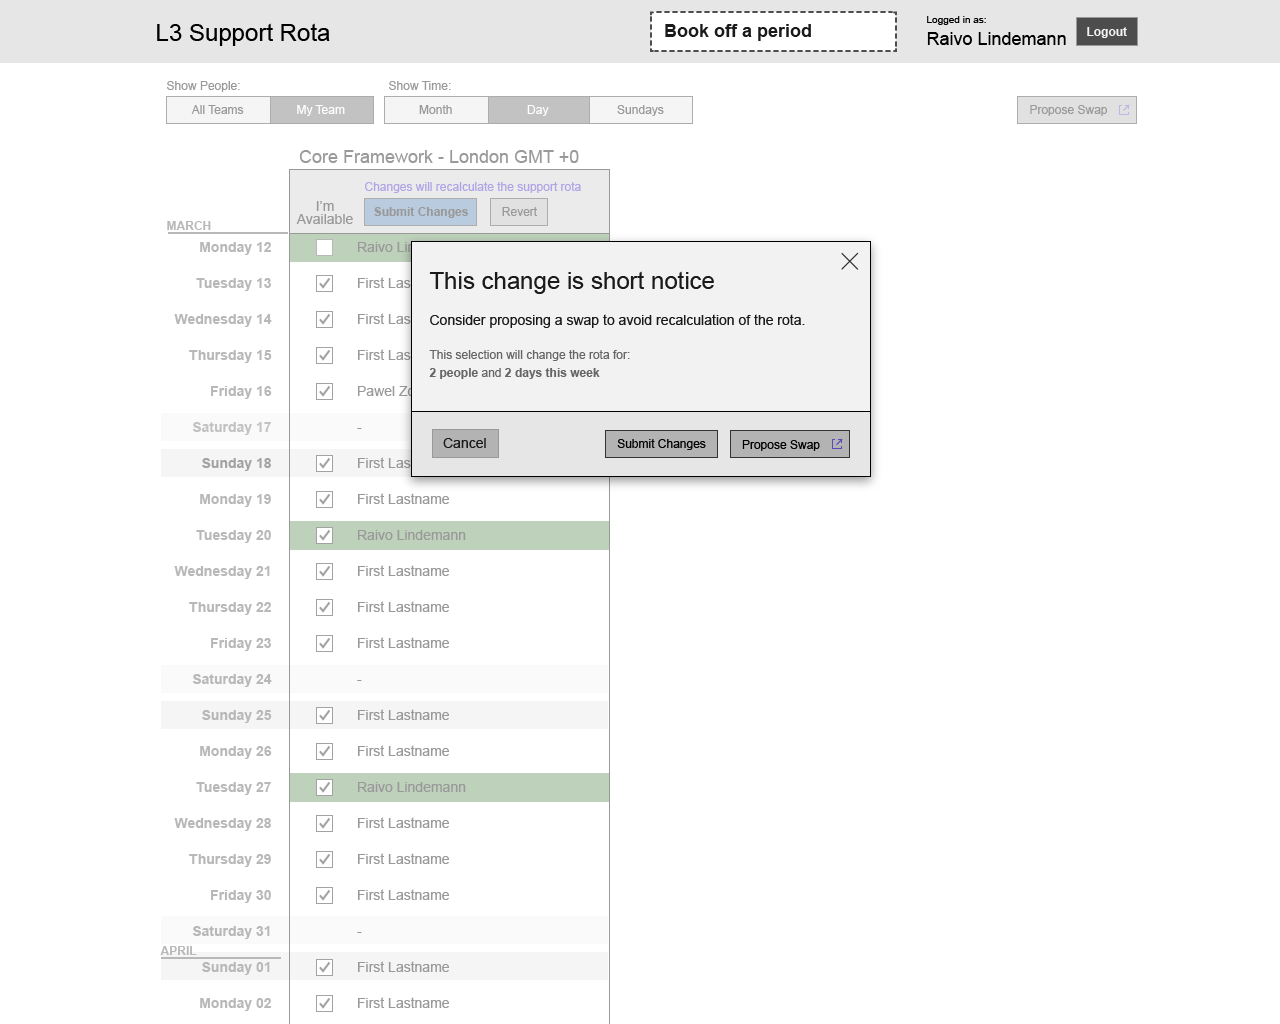 L3 Support Rota
Book off a period
Logged in as:
Raivo Lindemann
Logout
Show People:
Show Time:
All Teams
My Team
Month
Day
Sundays
Propose Swap
Core Framework - London GMT +0
Changes will recalculate the support rota
I'm
Available
Submit Changes
Revert
MARCH
Monday 12
Raivo
Tuesday 13
First
Wednesday 14
First
Thursday 15
First
Friday 16
Pawel
Saturday 17
-
Sunday 18
First
This change is short notice
Consider proposing a swap to avoid recalculation of the rota.
This selection will change the rota for:
2 people and 2 days this week
Cancel
Submit Changes
Propose Swap
Monday 19
First Lastname
Tuesday 20
Raivo Lindemann
Wednesday 21
First Lastname
Thursday 22
First Lastname
Friday 23
First Lastname
Saturday 24
-
Sunday 25
First Lastname
Monday 26
First Lastname
Tuesday 27
Raivo Lindemann
Wednesday 28
First Lastname
Thursday 29
First Lastname
Friday 30
First Lastname
Saturday 31
-
APRIL
Sunday 01
First Lastname
Monday 02
First Lastname